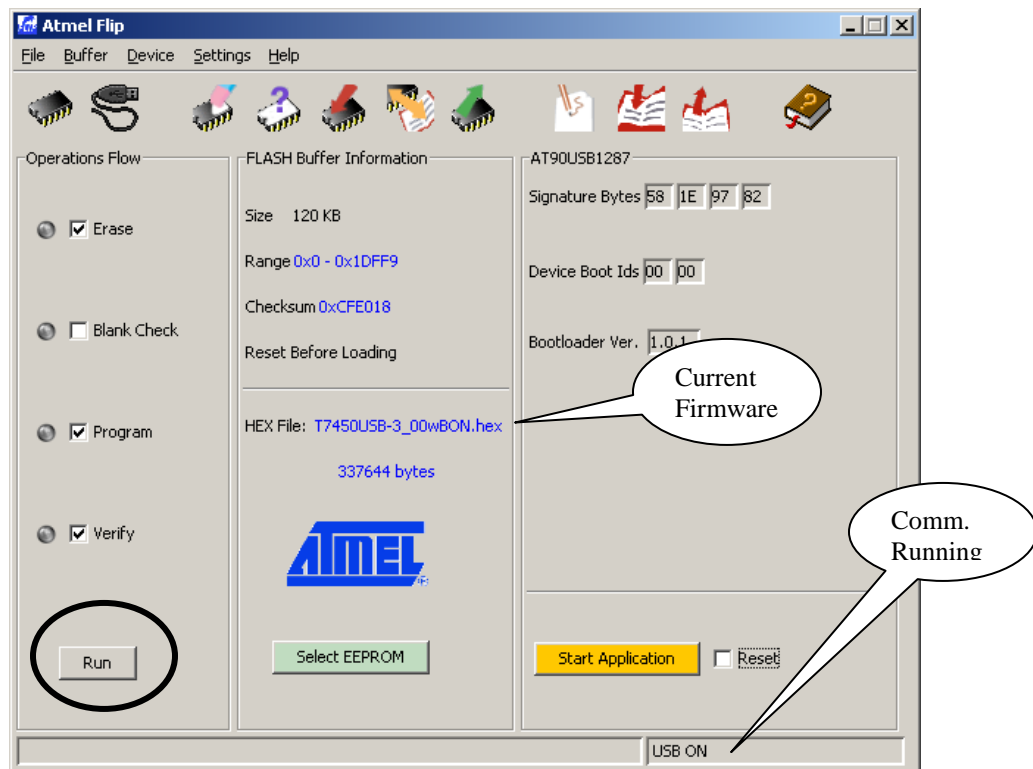 Atmel Flip
File Buffer Device Settings Help
Operations Flow
Erase
Blank Check
Program
Verify
Run
FLASH Buffer Information
Size 120 KB
Range 0x0 - 0x1DFF9
Checksum 0xCFE018
Reset Before Loading
HEX File: T7450USB-3_00wBON.hex
337644 bytes
ATMEL
®
Select EEPROM
AT90USB1287
Signature Bytes 58 1E 97 82
Device Boot Ids 00 00
Bootloader Ver. 1.0.1
Current
Firmware
Comm.
Running
Start Application Reset
USB ON